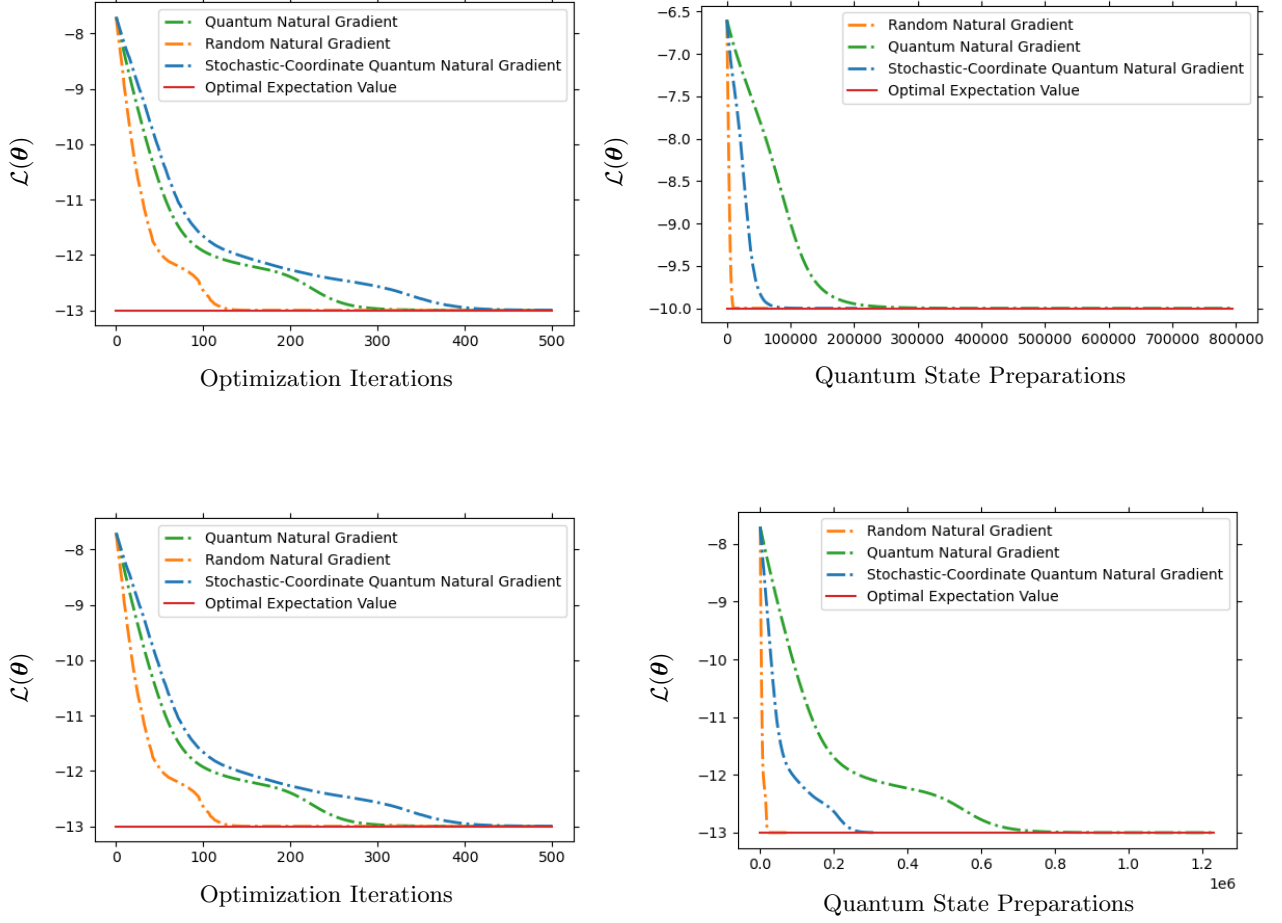 Quantum Natural Gradient
Random Natural Gradient
Stochastic-Coordinate Quantum Natural Gradient
Optimal Expectation Value
−8
−9
−10
−11
−12
−13
0 100 200 300 400 500
ℒ(θ)
Optimization Iterations
Random Natural Gradient
Quantum Natural Gradient
Stochastic-Coordinate Quantum Natural Gradient
Optimal Expectation Value
−6.5
−7.0
−7.5
−8.0
−8.5
−9.0
−9.5
−10.0
0 100000 200000 300000 400000 500000 600000 700000 800000
ℒ(θ)
Quantum State Preparations
Quantum Natural Gradient
Random Natural Gradient
Stochastic-Coordinate Quantum Natural Gradient
Optimal Expectation Value
−8
−9
−10
−11
−12
−13
0 100 200 300 400 500
ℒ(θ)
Optimization Iterations
Random Natural Gradient
Quantum Natural Gradient
Stochastic-Coordinate Quantum Natural Gradient
Optimal Expectation Value
−8
−9
−10
−11
−12
−13
0.0 0.2 0.4 0.6 0.8 1.0 1.2
1e6
ℒ(θ)
Quantum State Preparations